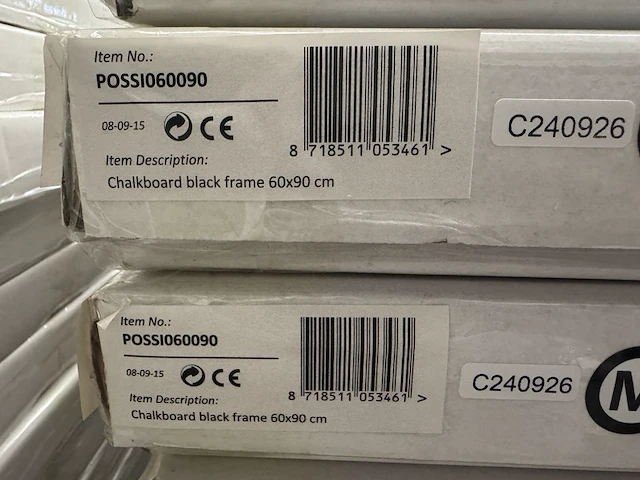 Item No.:
POSSI060090
08-09-15 CE
Item Description:
Chalkboard black frame 60x90 cm
8 718511 053461 >
C240926
Item No.:
POSSI060090
08-09-15 CE
Item Description:
Chalkboard black frame 60x90 cm
8 718511 053461 >
C240926
M